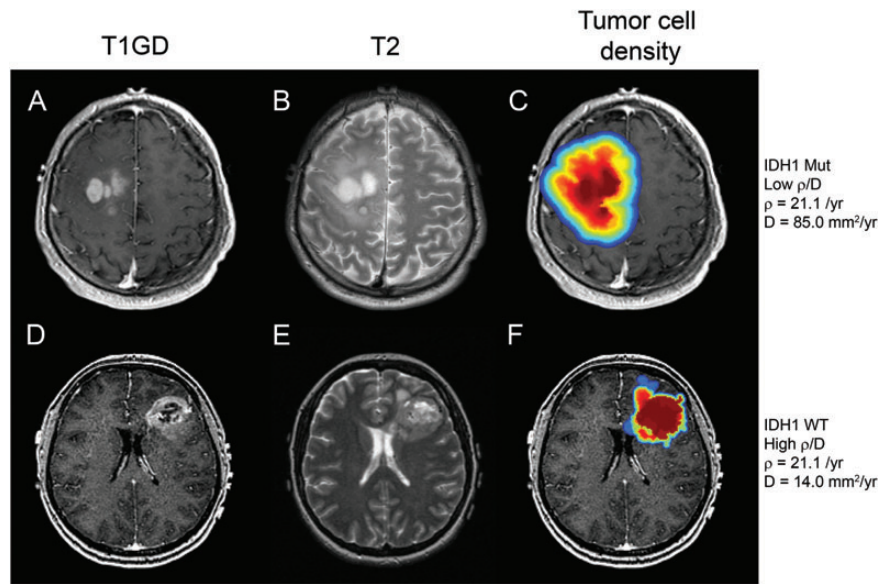 T1GD
T2
Tumor cell
density
A
B
C
IDH1 Mut
Low ρ/D
ρ = 21.1 /yr
D = 85.0 mm²/yr
D
E
F
IDH1 WT
High ρ/D
ρ = 21.1 /yr
D = 14.0 mm²/yr